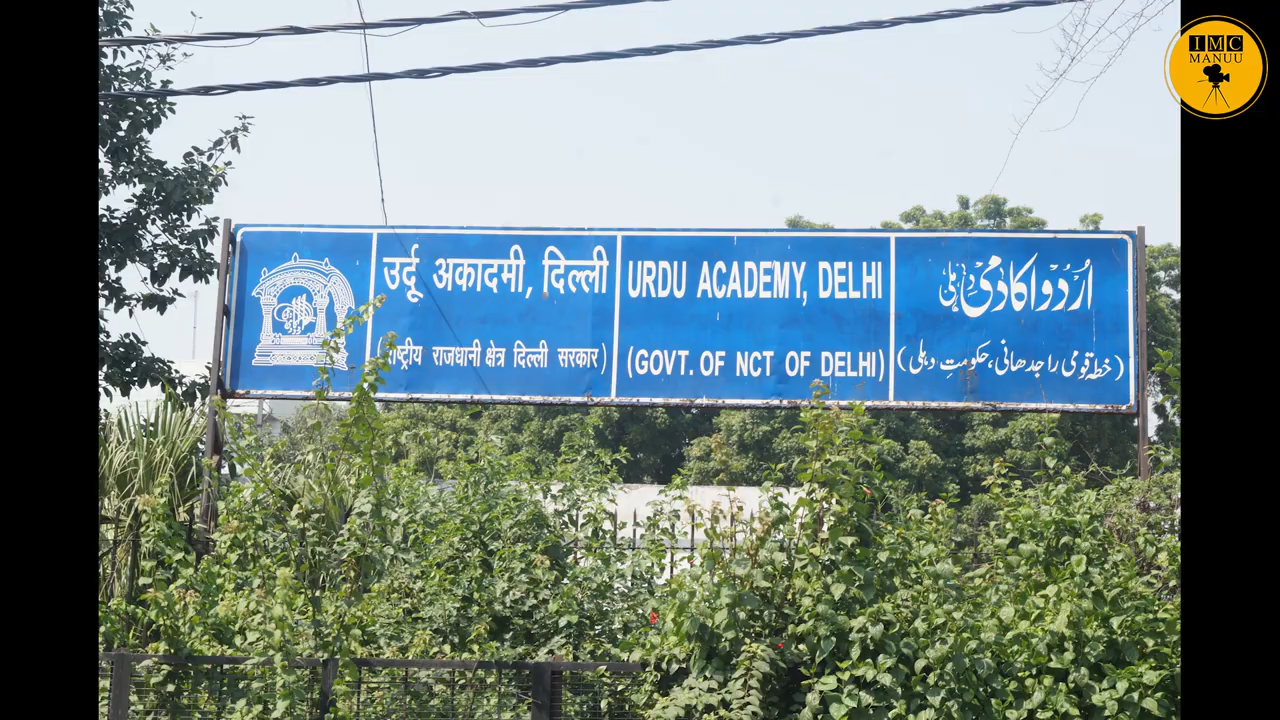 उर्दू अकादमी, दिल्ली
राजधानी क्षेत्र दिल्ली सरकार)
URDU ACADEMY, DELHI
(GOVT. OF NCT OF DELHI)
اُردو اکادمی دہلی
(خطہ قومی راجدھانی، حکومتِ دہلی)
IMC
MANUU